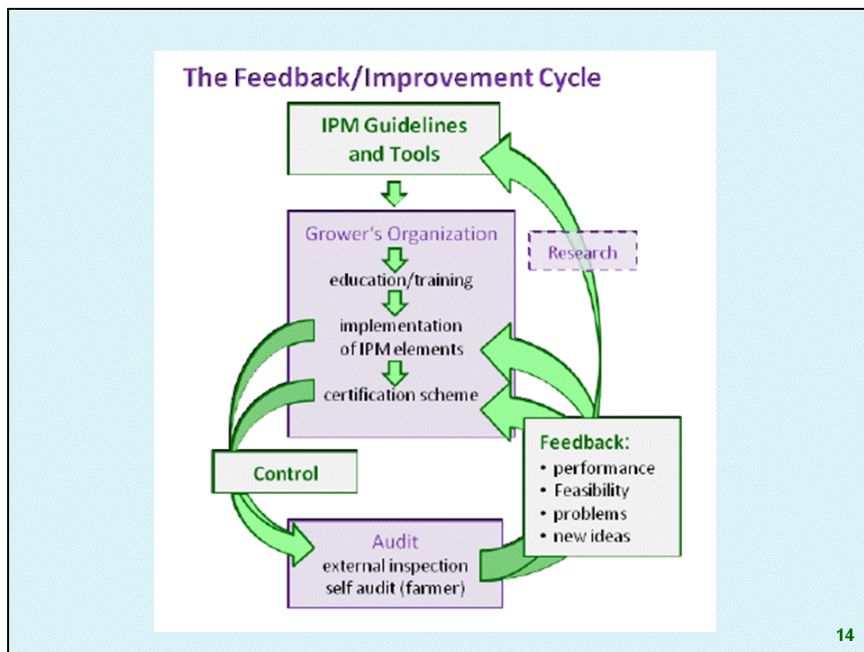 The Feedback/Improvement Cycle
IPM Guidelines
and Tools
Grower's Organization
Research
education/training
implementation
of IPM elements
certification scheme
Feedback:
• performance
• Feasibility
• problems
• new ideas
Control
Audit
external inspection
self audit (farmer)
14